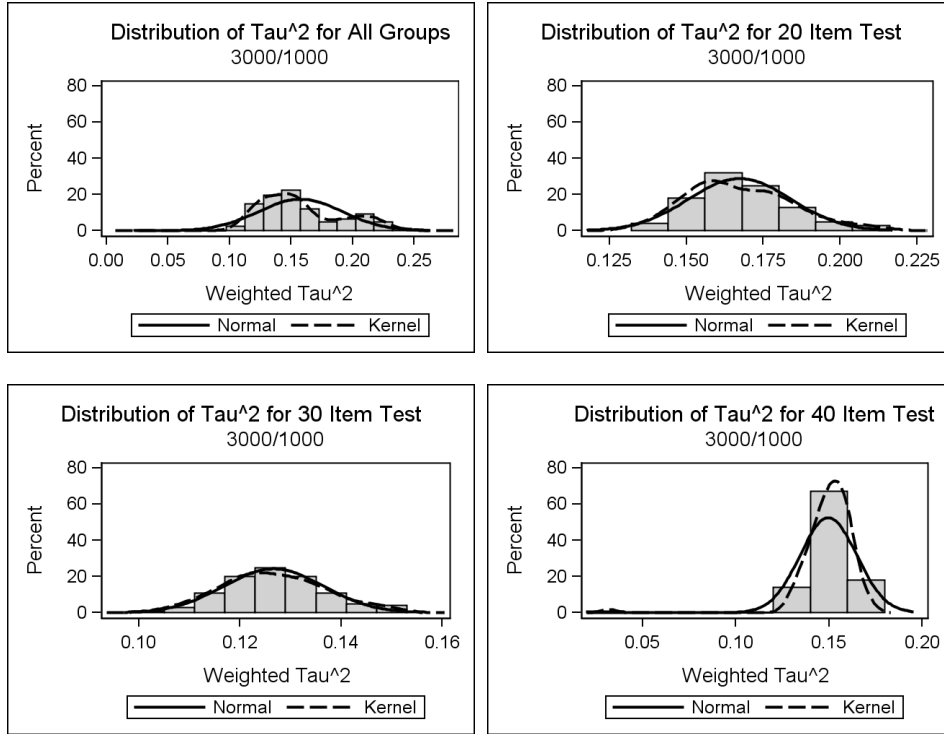 Distribution of Tau^2 for All Groups
3000/1000
Percent
80
60
40
20
0
0.00 0.05 0.10 0.15 0.20 0.25
Weighted Tau^2
Normal Kernel
Distribution of Tau^2 for 20 Item Test
3000/1000
Percent
80
60
40
20
0
0.125 0.150 0.175 0.200 0.225
Weighted Tau^2
Normal Kernel
Distribution of Tau^2 for 30 Item Test
3000/1000
Percent
80
60
40
20
0
0.10 0.12 0.14 0.16
Weighted Tau^2
Normal Kernel
Distribution of Tau^2 for 40 Item Test
3000/1000
Percent
80
60
40
20
0
0.05 0.10 0.15 0.20
Weighted Tau^2
Normal Kernel